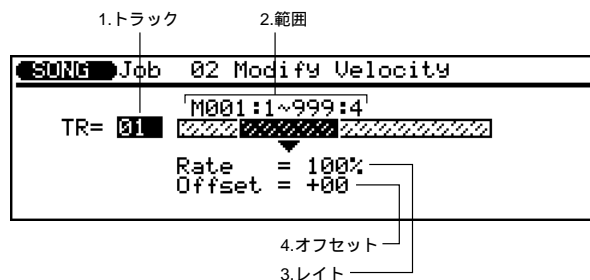 1.トラック 2.範囲
SONG Job 02 Modify Velocity
M001:1~999:4
TR= 01
Rate = 100%
Offset = +00
4.オフセット
3.レイト